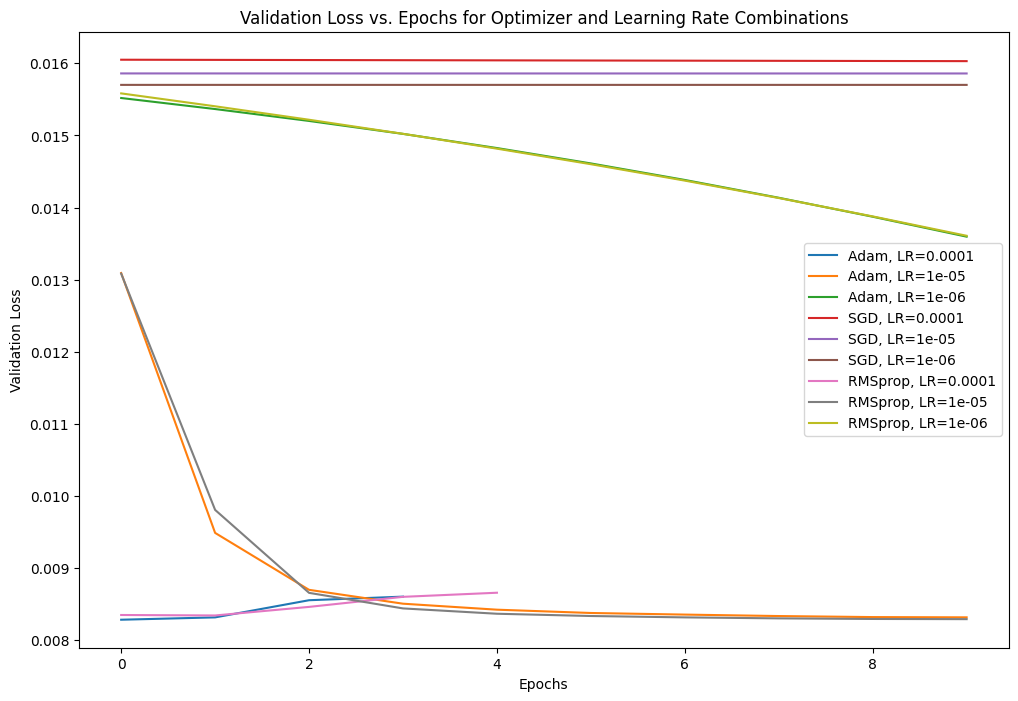 Validation Loss vs. Epochs for Optimizer and Learning Rate Combinations
0.016
0.015
0.014
0.013
0.012
0.011
0.010
0.009
0.008
Validation Loss
Adam, LR=0.0001
Adam, LR=1e-05
Adam, LR=1e-06
SGD, LR=0.0001
SGD, LR=1e-05
SGD, LR=1e-06
RMSprop, LR=0.0001
RMSprop, LR=1e-05
RMSprop, LR=1e-06
0 2 4 6 8
Epochs